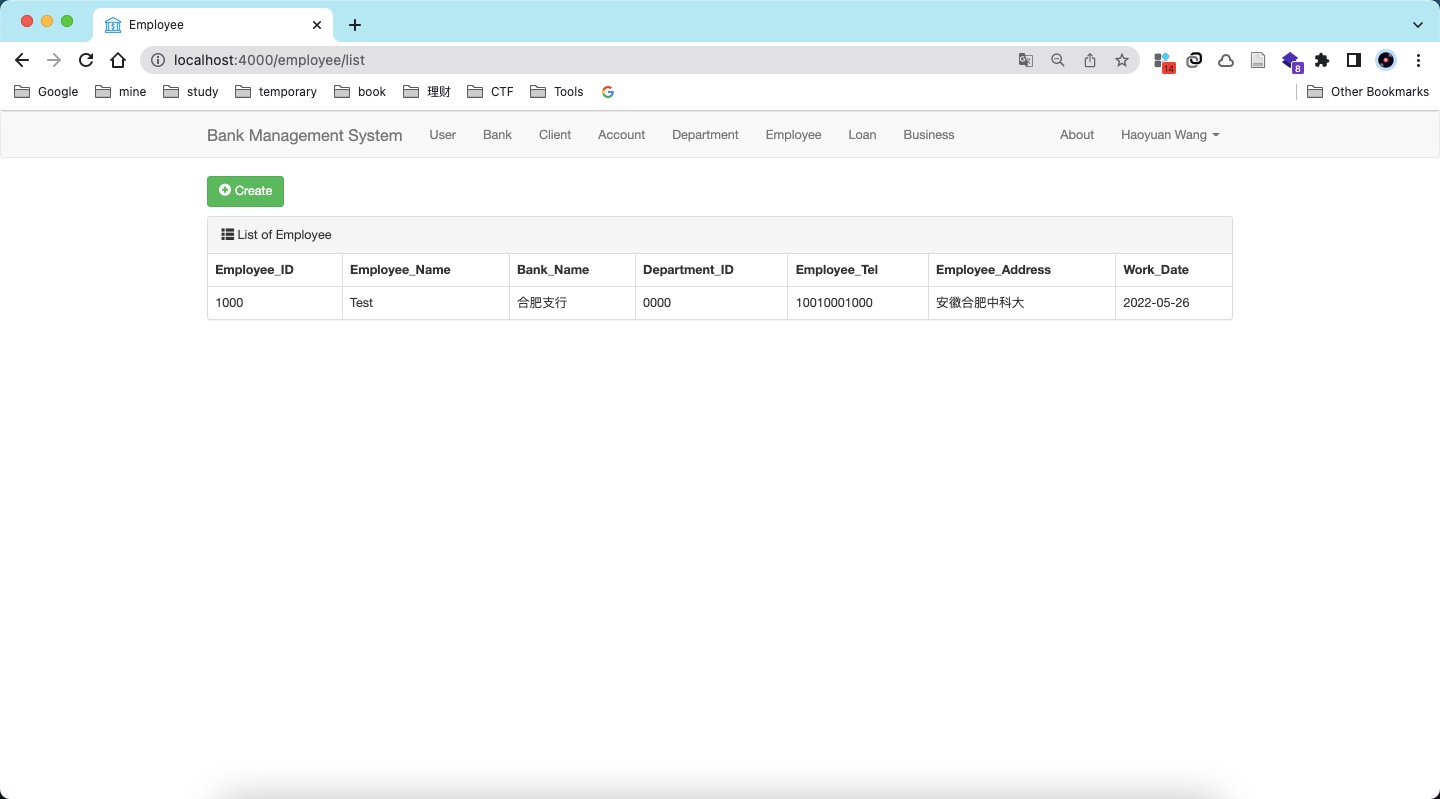 Employee
localhost:4000/employee/list
14
8
Google mine study temporary book 理财 CTF Tools Other Bookmarks
Bank Management System User Bank Client Account Department Employee Loan Business About Haoyuan Wang
Create
List of Employee
Employee_ID Employee_Name Bank_Name Department_ID Employee_Tel Employee_Address Work_Date
1000 Test 合肥支行 0000 10010001000 安徽合肥中科大 2022-05-26